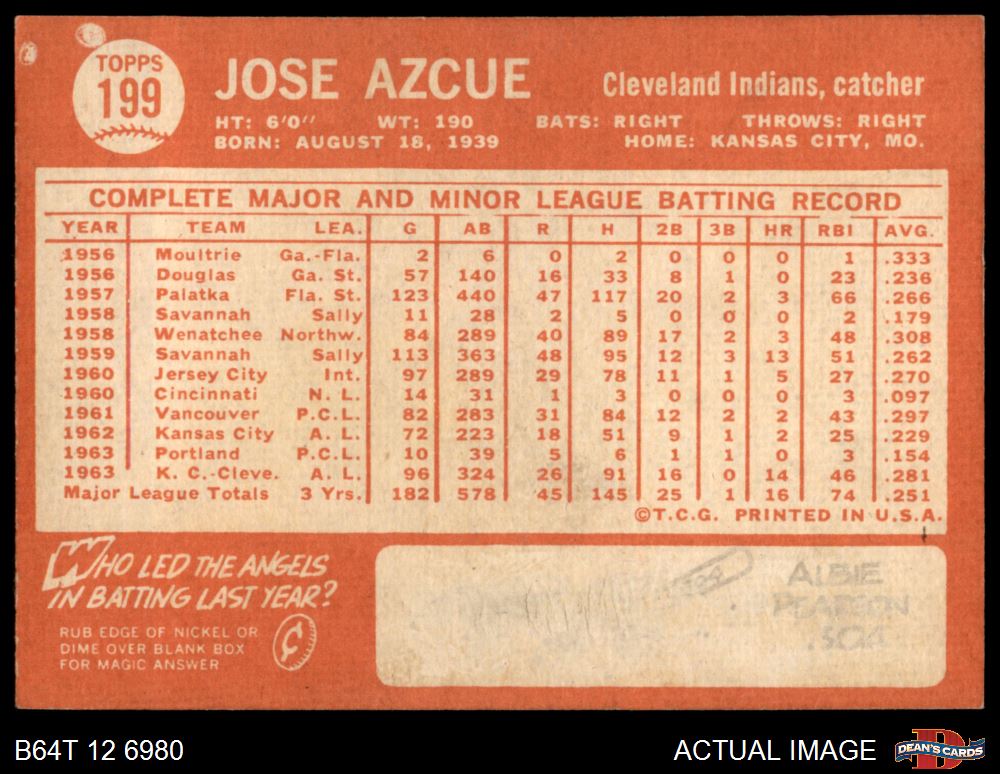 TOPPS
199
JOSE AZCUE
Cleveland Indians, catcher
HT: 6'0" WT: 190 BATS: RIGHT THROWS: RIGHT
BORN: AUGUST 18, 1939 HOME: KANSAS CITY, MO.
COMPLETE MAJOR AND MINOR LEAGUE BATTING RECORD
YEAR TEAM LEA. G AB R H 2B 3B HR RBI AVG.
1956 Moultrie Ga.-Fla. 2 6 0 2 0 0 0 1 .333
1956 Douglas Ga. St. 57 140 16 33 8 1 0 23 .236
1957 Palatka Fla. St. 123 440 47 117 20 2 3 66 .266
1958 Savannah Sally 11 28 2 5 0 0 0 2 .179
1958 Wenatchee Northw. 84 289 40 89 17 2 3 48 .308
1959 Savannah Sally 113 363 48 95 12 3 13 51 .262
1960 Jersey City Int. 97 289 29 78 11 1 5 27 .270
1960 Cincinnati N. L. 14 31 1 3 0 0 0 3 .097
1961 Vancouver P.C.L. 82 283 31 84 12 2 2 43 .297
1962 Kansas City A. L. 72 223 18 51 9 1 2 25 .229
1963 Portland P.C.L. 10 39 5 6 1 1 0 3 .154
1963 K. C.-Cleve. A. L. 96 324 26 91 16 0 14 46 .281
Major League Totals 3 Yrs. 182 578 45 145 25 1 16 74 .251
©T.C.G. PRINTED IN U.S.A.
WHO LED THE ANGELS
IN BATTING LAST YEAR?
RUB EDGE OF NICKEL OR
DIME OVER BLANK BOX
FOR MAGIC ANSWER
¢
ALBIE
PEARSON
.304
B64T 12 6980
ACTUAL IMAGE
D
DEAN'S CARDS